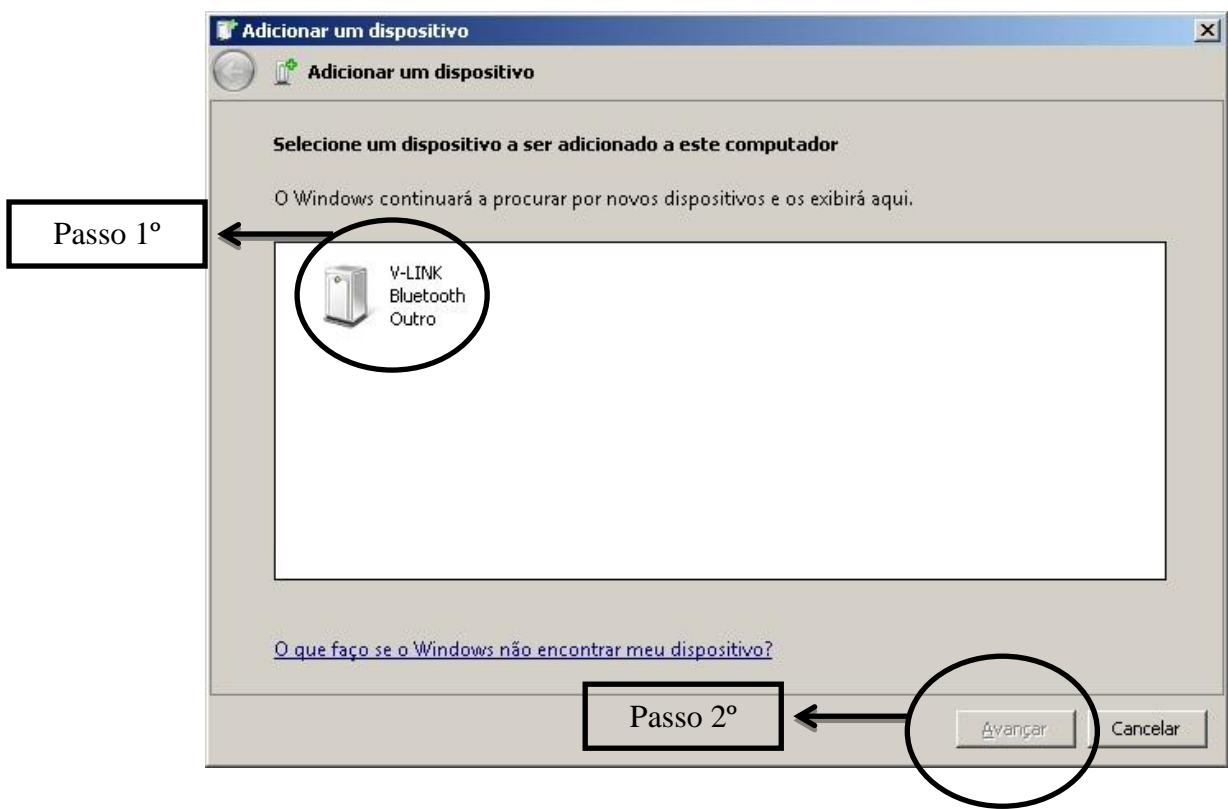 Adicionar um dispositivo
Adicionar um dispositivo
Selecione um dispositivo a ser adicionado a este computador
O Windows continuará a procurar por novos dispositivos e os exibirá aqui.
Passo 1º
V-LINK
Bluetooth
Outro
O que faço se o Windows não encontrar meu dispositivo?
Passo 2º
Avançar
Cancelar